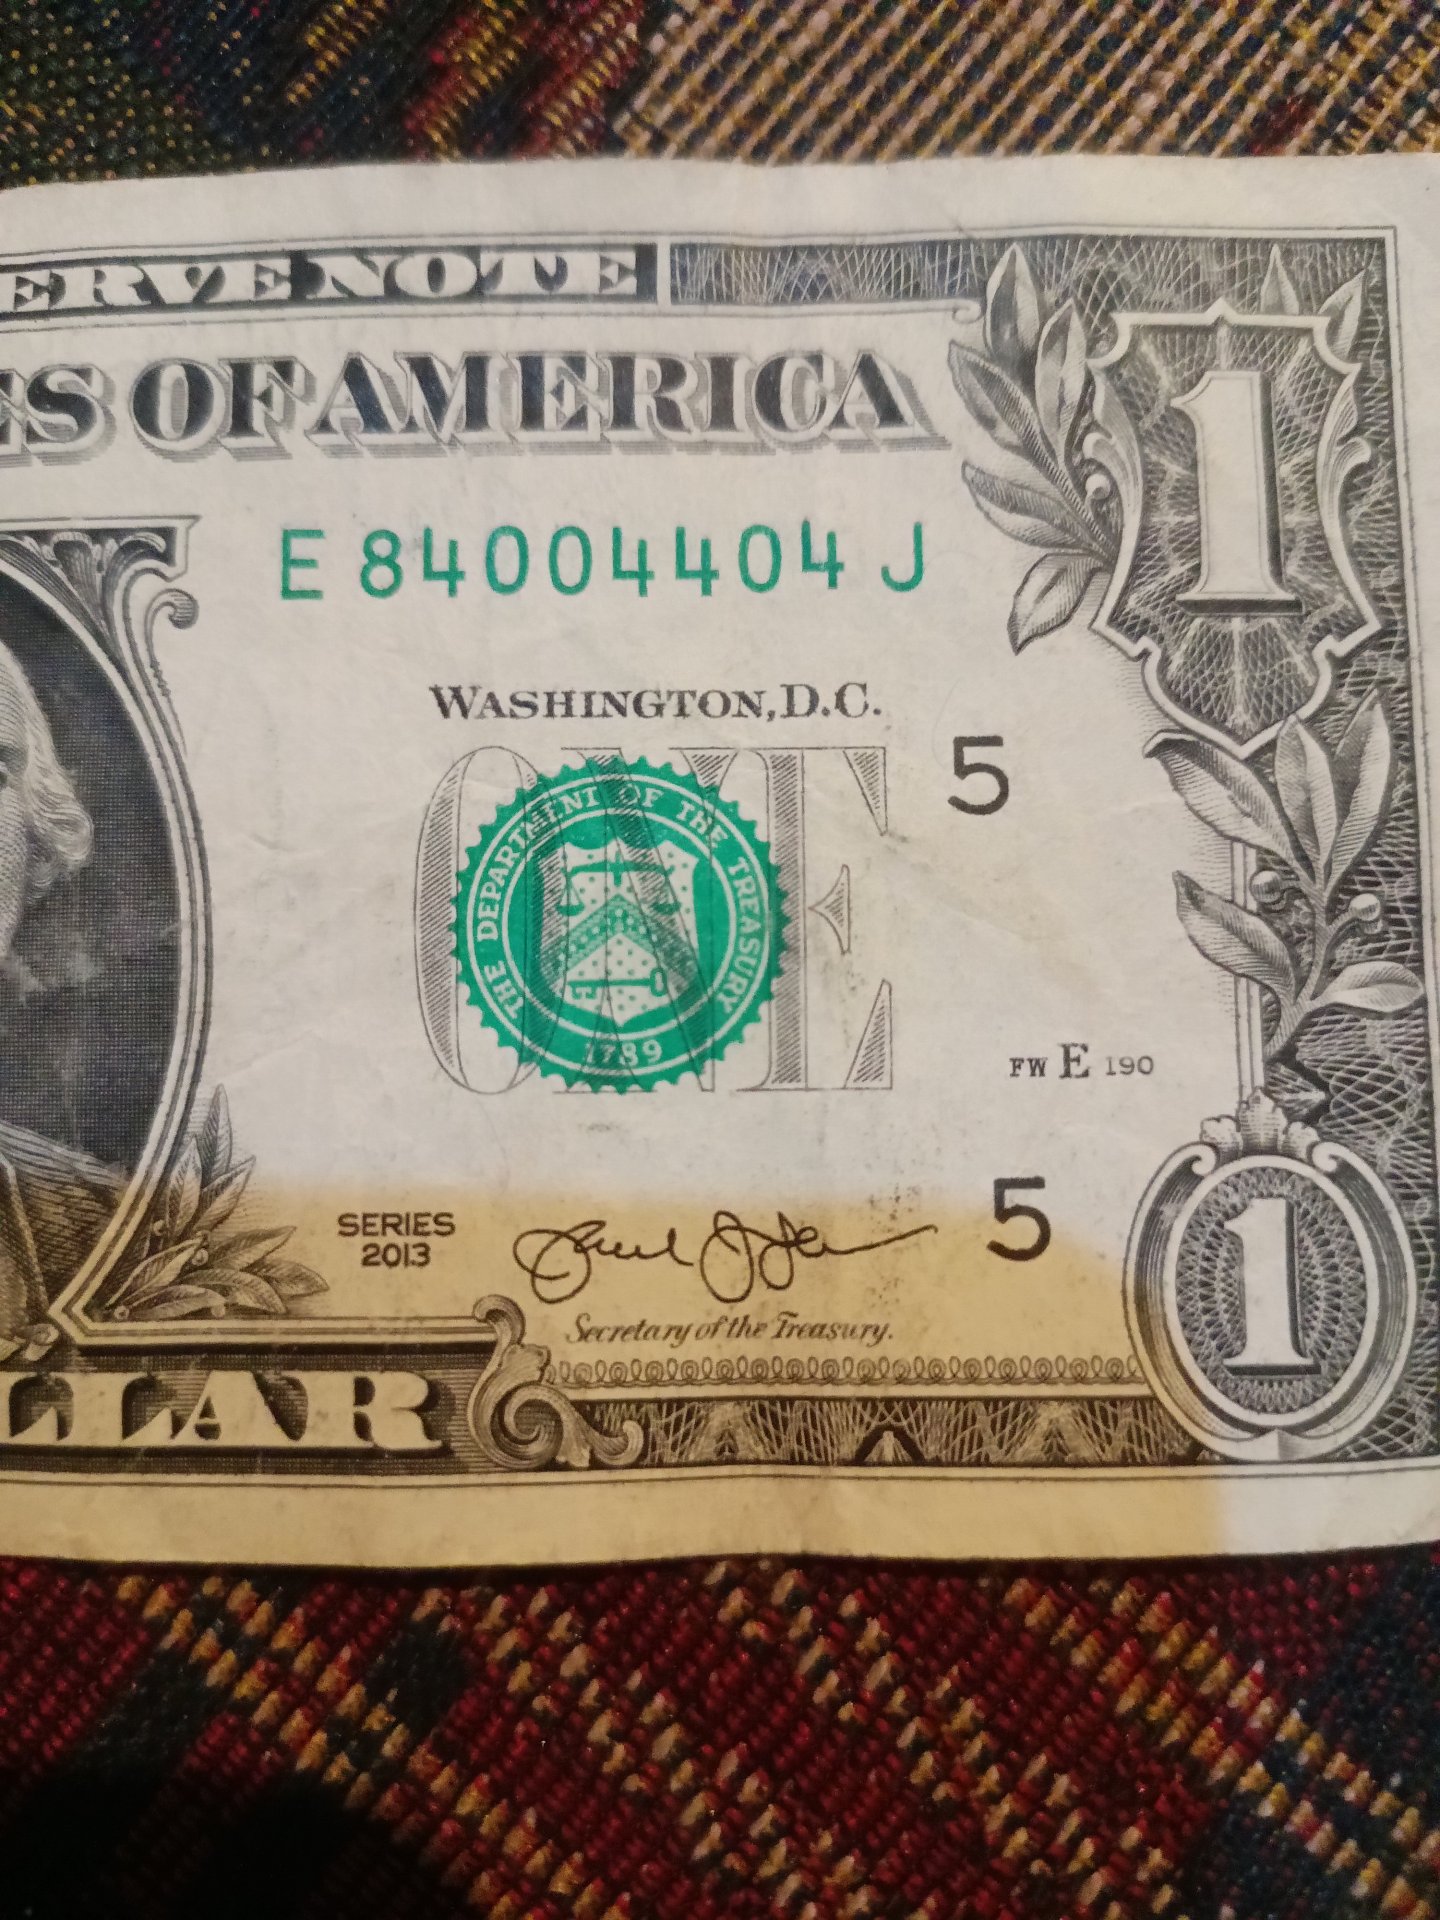 ERVE NOTE
ES OF AMERICA
1
E 84004404 J
WASHINGTON, D.C.
5
ONE
THE DEPARTMENT OF THE TREASURY
1789
FW E 190
SERIES
2013
5
Secretary of the Treasury.
1
LLAR